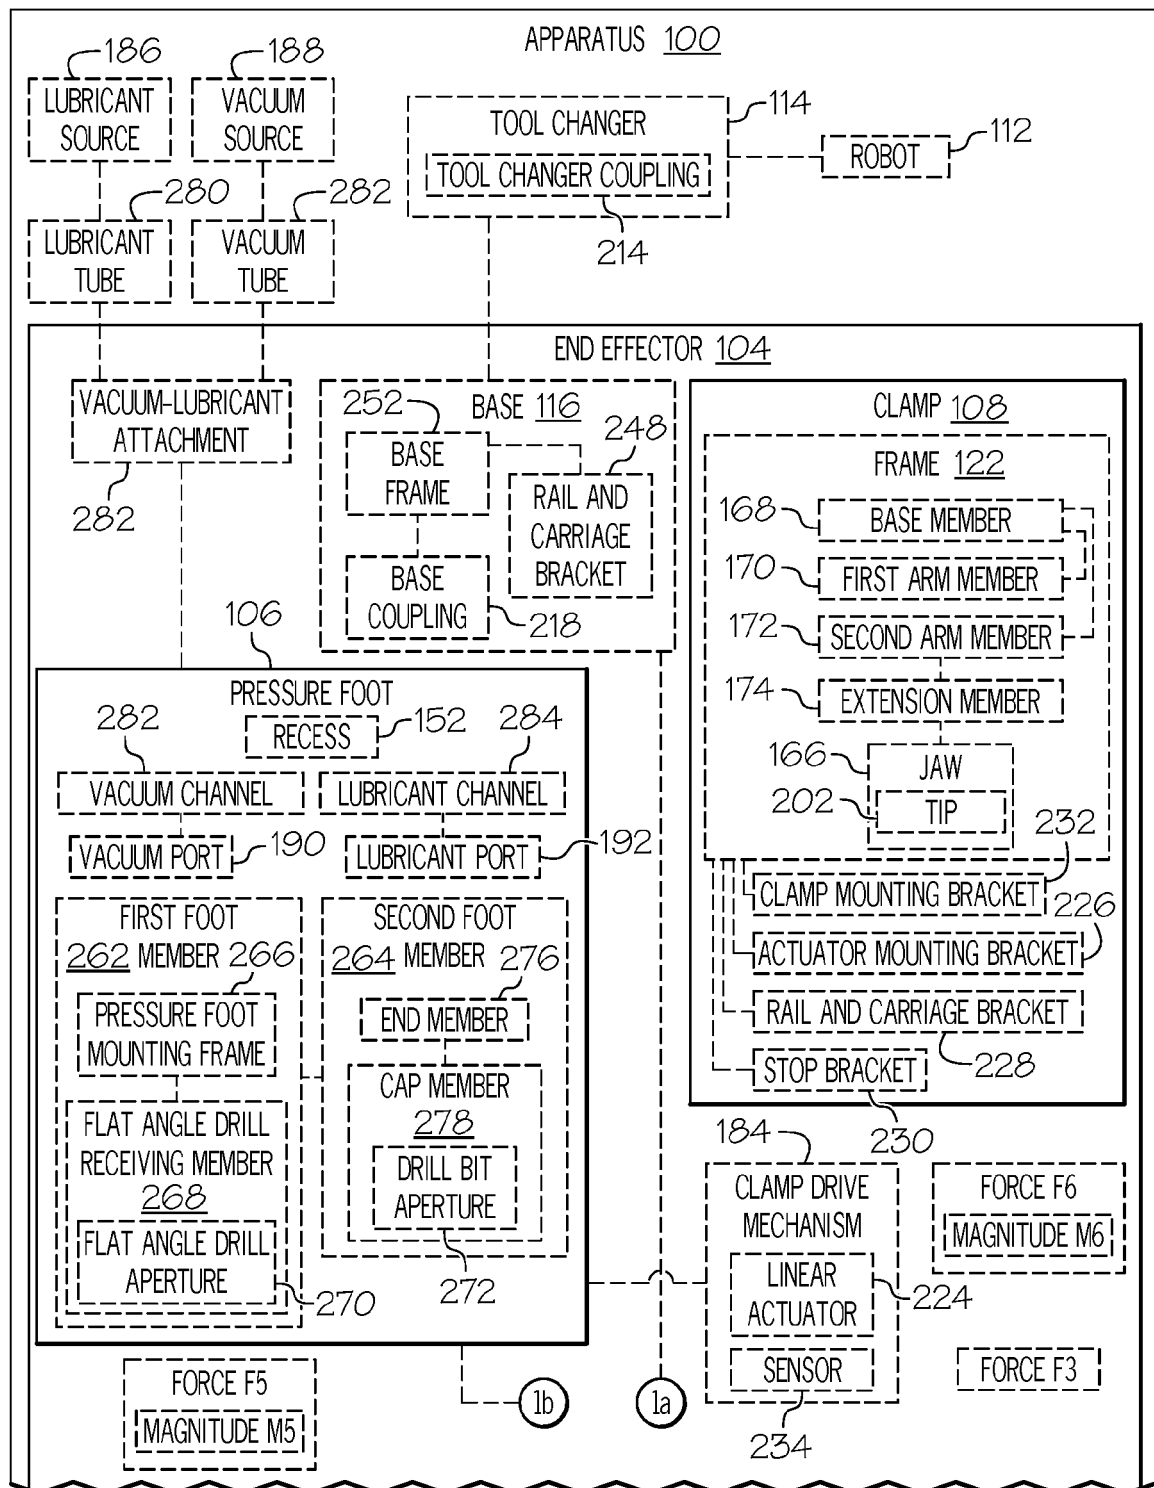 APPARATUS 100
186
188
LUBRICANT
SOURCE
VACUUM
SOURCE
114
TOOL CHANGER
TOOL CHANGER COUPLING
214
112
ROBOT
280
282
LUBRICANT
TUBE
VACUUM
TUBE
END EFFECTOR 104
VACUUM-LUBRICANT
ATTACHMENT
282
BASE 116
252
BASE
FRAME
248
RAIL AND
CARRIAGE
BRACKET
BASE
COUPLING
218
CLAMP 108
FRAME 122
168
BASE MEMBER
170
FIRST ARM MEMBER
172
SECOND ARM MEMBER
174
EXTENSION MEMBER
166
JAW
202
TIP
232
CLAMP MOUNTING BRACKET
226
ACTUATOR MOUNTING BRACKET
RAIL AND CARRIAGE BRACKET
228
STOP BRACKET
230
106
PRESSURE FOOT
RECESS
152
282
284
VACUUM CHANNEL
LUBRICANT CHANNEL
VACUUM PORT
190
LUBRICANT PORT
192
FIRST FOOT
262 MEMBER
266
PRESSURE FOOT
MOUNTING FRAME
FLAT ANGLE DRILL
RECEIVING MEMBER
268
FLAT ANGLE DRILL
APERTURE
270
SECOND FOOT
264 MEMBER
276
END MEMBER
CAP MEMBER
278
DRILL BIT
APERTURE
272
184
CLAMP DRIVE
MECHANISM
LINEAR
ACTUATOR
224
SENSOR
234
FORCE F6
MAGNITUDE M6
FORCE F3
FORCE F5
MAGNITUDE M5
1b
1a